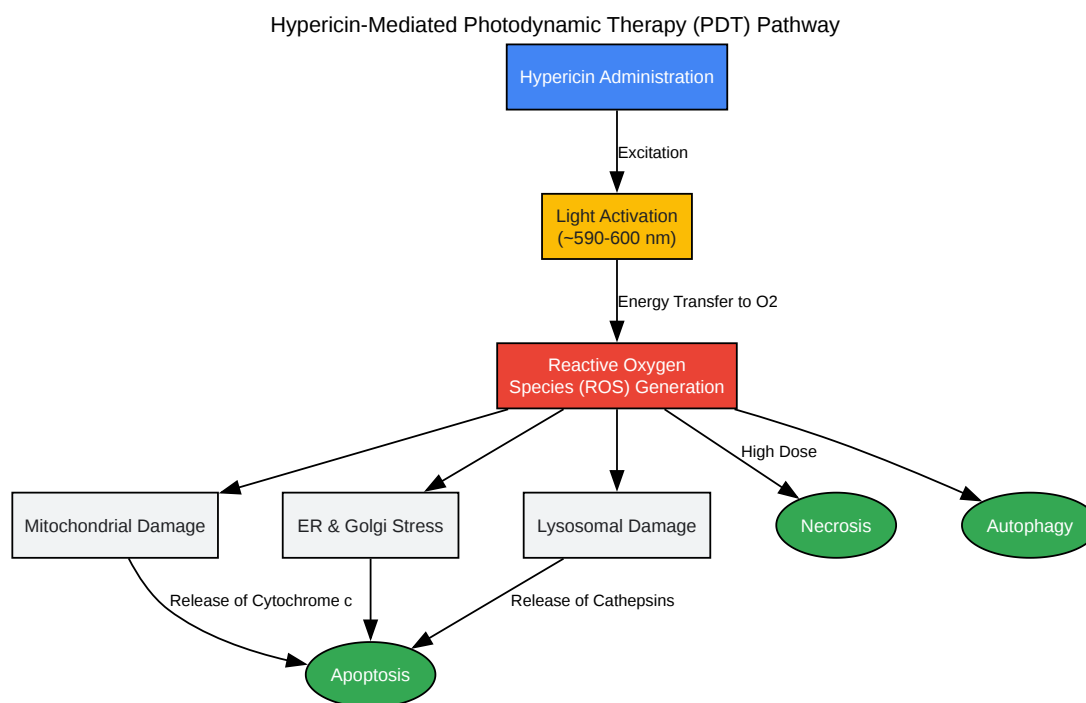 Hypericin-Mediated Photodynamic Therapy (PDT) Pathway
Hypericin Administration
Excitation
Light Activation
(~590-600 nm)
Energy Transfer to O2
Reactive Oxygen
Species (ROS) Generation
High Dose
Mitochondrial Damage
ER & Golgi Stress
Lysosomal Damage
Necrosis
Autophagy
Release of Cytochrome c
Release of Cathepsins
Apoptosis